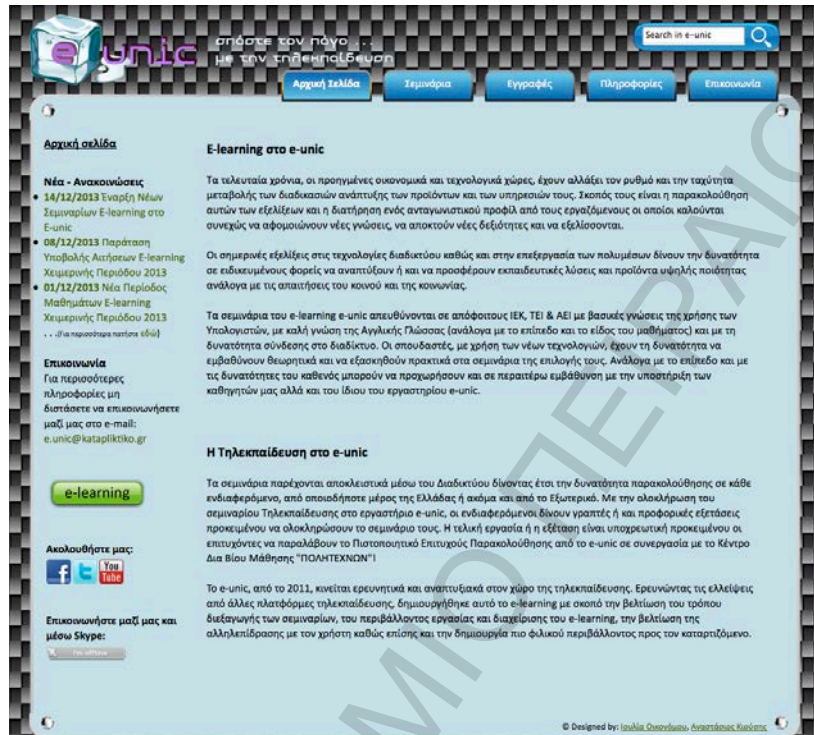 e-unic
σπάστε τον πάγο ...
με την τηλεκπαίδευση
Search in e-unic
Αρχική Σελίδα
Σεμινάρια
Εγγραφές
Πληροφορίες
Επικοινωνία
Αρχική σελίδα
Νέα - Ανακοινώσεις
14/12/2013 Έναρξη Νέων
Σεμιναρίων E-learning στο
E-unic
08/12/2013 Παράταση
Υποβολής Αιτήσεων E-learning
Χειμερινής Περιόδου 2013
01/12/2013 Νέα Περίοδος
Μαθημάτων E-learning
Χειμερινής Περιόδου 2013
. . .(Για περισσότερα πατήστε εδώ)
Επικοινωνία
Για περισσότερες
πληροφορίες μη
διστάσετε να επικοινωνήσετε
μαζί μας στο e-mail:
e.unic@katapliktiko.gr
e-learning
Ακολουθήστε μας:
f
You
Tube
Επικοινωνήστε μαζί μας και
μέσω Skype:
I'm offline
E-learning στο e-unic
Τα τελευταία χρόνια, οι προηγμένες οικονομικά και τεχνολογικά χώρες, έχουν αλλάξει τον ρυθμό και την ταχύτητα
μεταβολής των διαδικασιών ανάπτυξης των προϊόντων και των υπηρεσιών τους. Σκοπός τους είναι η παρακολούθηση
αυτών των εξελίξεων και η διατήρηση ενός ανταγωνιστικού προφίλ από τους εργαζόμενους οι οποίοι καλούνται
συνεχώς να αφομοιώνουν νέες γνώσεις, να αποκτούν νέες δεξιότητες και να εξελίσσονται.
Οι σημερινές εξελίξεις στις τεχνολογίες διαδικτύου καθώς και στην επεξεργασία των πολυμέσων δίνουν την δυνατότητα
σε ειδικευμένους φορείς να αναπτύξουν ή και να προσφέρουν εκπαιδευτικές λύσεις και προϊόντα υψηλής ποιότητας
ανάλογα με τις απαιτήσεις του κοινού και της κοινωνίας.
Τα σεμινάρια του e-learning e-unic απευθύνονται σε απόφοιτους ΙΕΚ, ΤΕΙ & ΑΕΙ με βασικές γνώσεις της χρήσης των
Υπολογιστών, με καλή γνώση της Αγγλικής Γλώσσας (ανάλογα με το επίπεδο και το είδος του μαθήματος) και με τη
δυνατότητα σύνδεσης στο διαδίκτυο. Οι σπουδαστές, με χρήση των νέων τεχνολογιών, έχουν τη δυνατότητα να
εμβαθύνουν θεωρητικά και να εξασκηθούν πρακτικά στα σεμινάρια της επιλογής τους. Ανάλογα με το επίπεδο και με
τις δυνατότητες του καθενός μπορούν να προχωρήσουν και σε περαιτέρω εμβάθυνση με την υποστήριξη των
καθηγητών μας αλλά και του ίδιου του εργαστηρίου e-unic.
Η Τηλεκπαίδευση στο e-unic
Τα σεμινάρια παρέχονται αποκλειστικά μέσω του Διαδικτύου δίνοντας έτσι την δυνατότητα παρακολούθησης σε κάθε
ενδιαφερόμενο, από οποιοδήποτε μέρος της Ελλάδας ή ακόμα και από το Εξωτερικό. Με την ολοκλήρωση του
σεμιναρίου Τηλεκπαίδευσης στο εργαστήριο e-unic, οι ενδιαφερόμενοι δίνουν γραπτές ή και προφορικές εξετάσεις
προκειμένου να ολοκληρώσουν το σεμινάριο τους. Η τελική εργασία ή η εξέταση είναι υποχρεωτική προκειμένου οι
επιτυχόντες να παραλάβουν το Πιστοποιητικό Επιτυχούς Παρακολούθησης από το e-unic σε συνεργασία με το Κέντρο
Δια Βίου Μάθησης "ΠΟΛΗΤΕΧΝΩΝ"!
Το e-unic, από το 2011, κινείται ερευνητικά και αναπτυξιακά στον χώρο της τηλεκπαίδευσης. Ερευνώντας τις ελλείψεις
από άλλες πλατφόρμες τηλεκπαίδευσης, δημιουργήθηκε αυτό το e-learning με σκοπό την βελτίωση του τρόπου
διεξαγωγής των σεμιναρίων, του περιβάλλοντος εργασίας και διαχείρισης του e-learning, την βελτίωση της
αλληλεπίδρασης με τον χρήστη καθώς επίσης και την δημιουργία πιο φιλικού περιβάλλοντος προς τον καταρτιζόμενο.
© Designed by: Ιουλία Οικονόμου, Αναστάσιος Κιούσης
ΜΙΟ ΠΕΙΡΑΙΩ